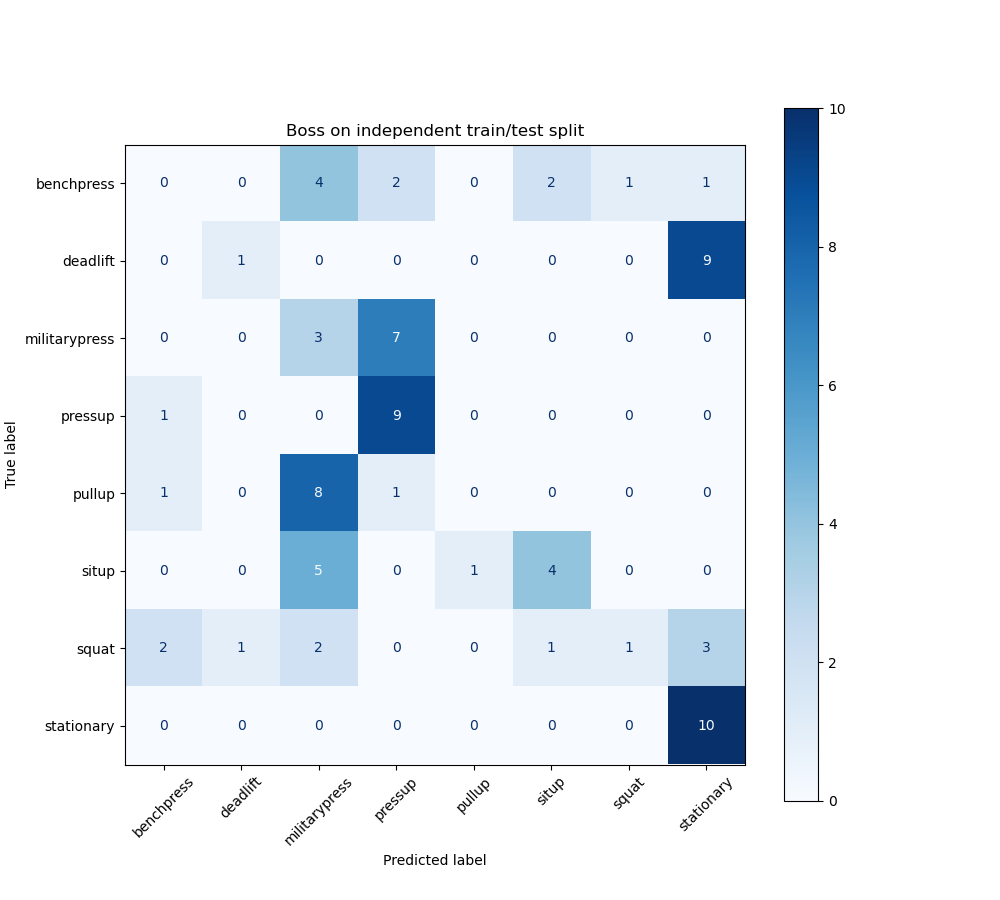 Boss on independent train/test split
benchpress 0 0 4 2 0 2 1 1
deadlift 0 1 0 0 0 0 0 9
militarypress 0 0 3 7 0 0 0 0
pressup 1 0 0 9 0 0 0 0
pullup 1 0 8 1 0 0 0 0
situp 0 0 5 0 1 4 0 0
squat 2 1 2 0 0 1 1 3
stationary 0 0 0 0 0 0 0 10
benchpress deadlift militarypress pressup pullup situp squat stationary
Predicted label
True label
10
8
6
4
2
0